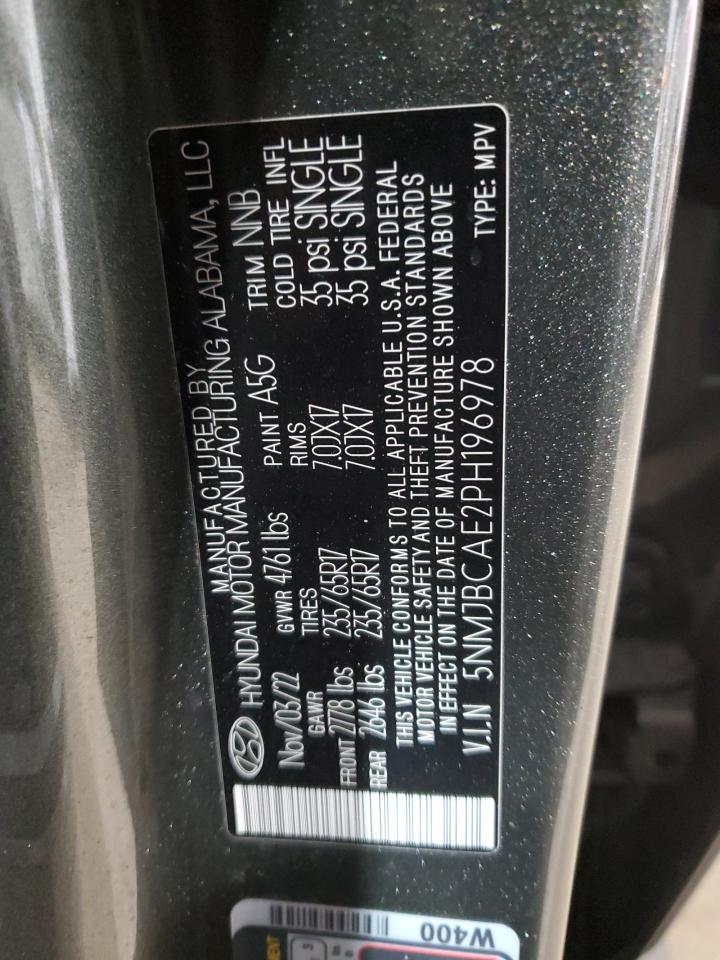 MANUFACTURED BY
HYUNDAI MOTOR MANUFACTURING ALABAMA, LLC
Nov/03/22 GVWR 4761 lbs PAINT A5G TRIM NNB
GAWR TIRES RIMS COLD TIRE INFL
FRONT 2778 lbs 235/65R17 7.0JX17 35 psi SINGLE
REAR 2646 lbs 235/65R17 7.0JX17 35 psi SINGLE
THIS VEHICLE CONFORMS TO ALL APPLICABLE U.S.A. FEDERAL
MOTOR VEHICLE SAFETY AND THEFT PREVENTION STANDARDS
IN EFFECT ON THE DATE OF MANUFACTURE SHOWN ABOVE
V.I.N 5NMJBCAE2PH196978 TYPE: MPV
W400